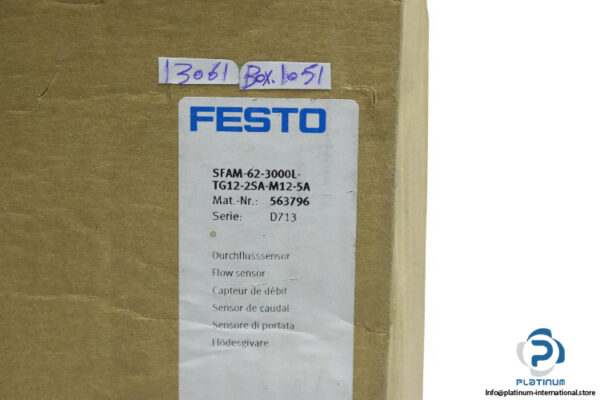 13061 Box.1051
FESTO
SFAM-62-3000L-
TG12-2SA-M12-5A
Mat.-Nr.: 563796
Serie: D713
Durchflusssensor
Flow sensor
Capteur de débit
Sensor de caudal
Sensore di portata
Flödesgivare
PLATINUM
info@platinum-international.store